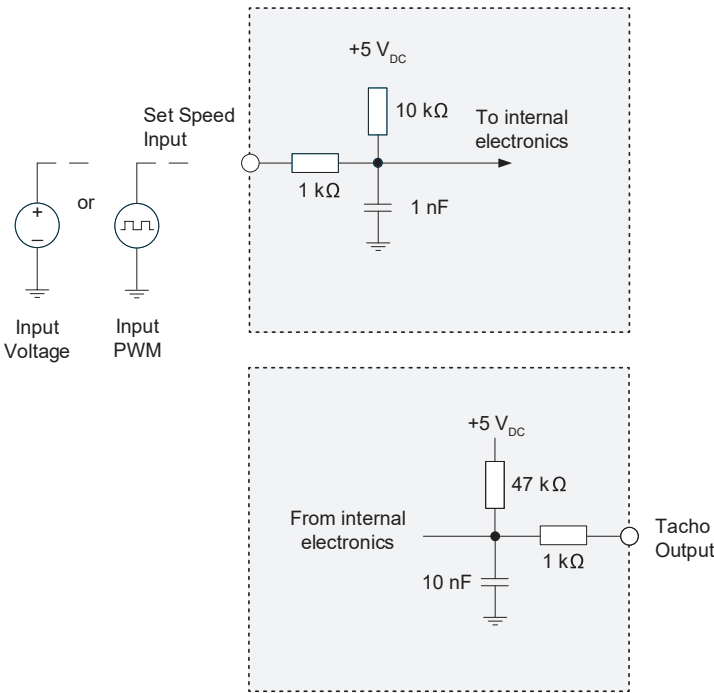 +5 V_DC
10 kΩ
To internal
electronics
Set Speed
Input
1 kΩ
1 nF
or
+
–
Input
Voltage
Input
PWM
+5 V_DC
47 kΩ
From internal
electronics
1 kΩ
Tacho
Output
10 nF